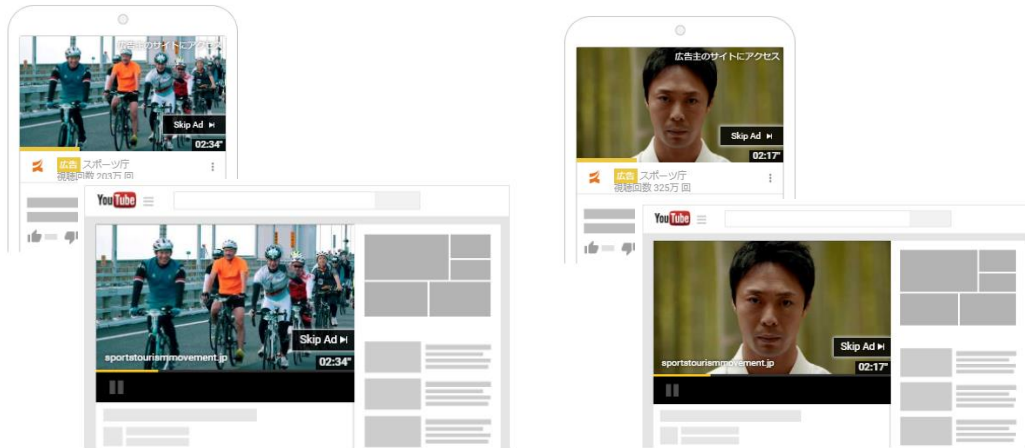 広告主のサイトにアクセス
Skip Ad
02:34"
広告 スポーツ庁
視聴回数 203万 回
YouTube
Skip Ad
sportstourismmovement.jp
02:34"
広告主のサイトにアクセス
Skip Ad
02:17"
広告 スポーツ庁
視聴回数 325万 回
YouTube
Skip Ad
sportstourismmovement.jp
02:17"